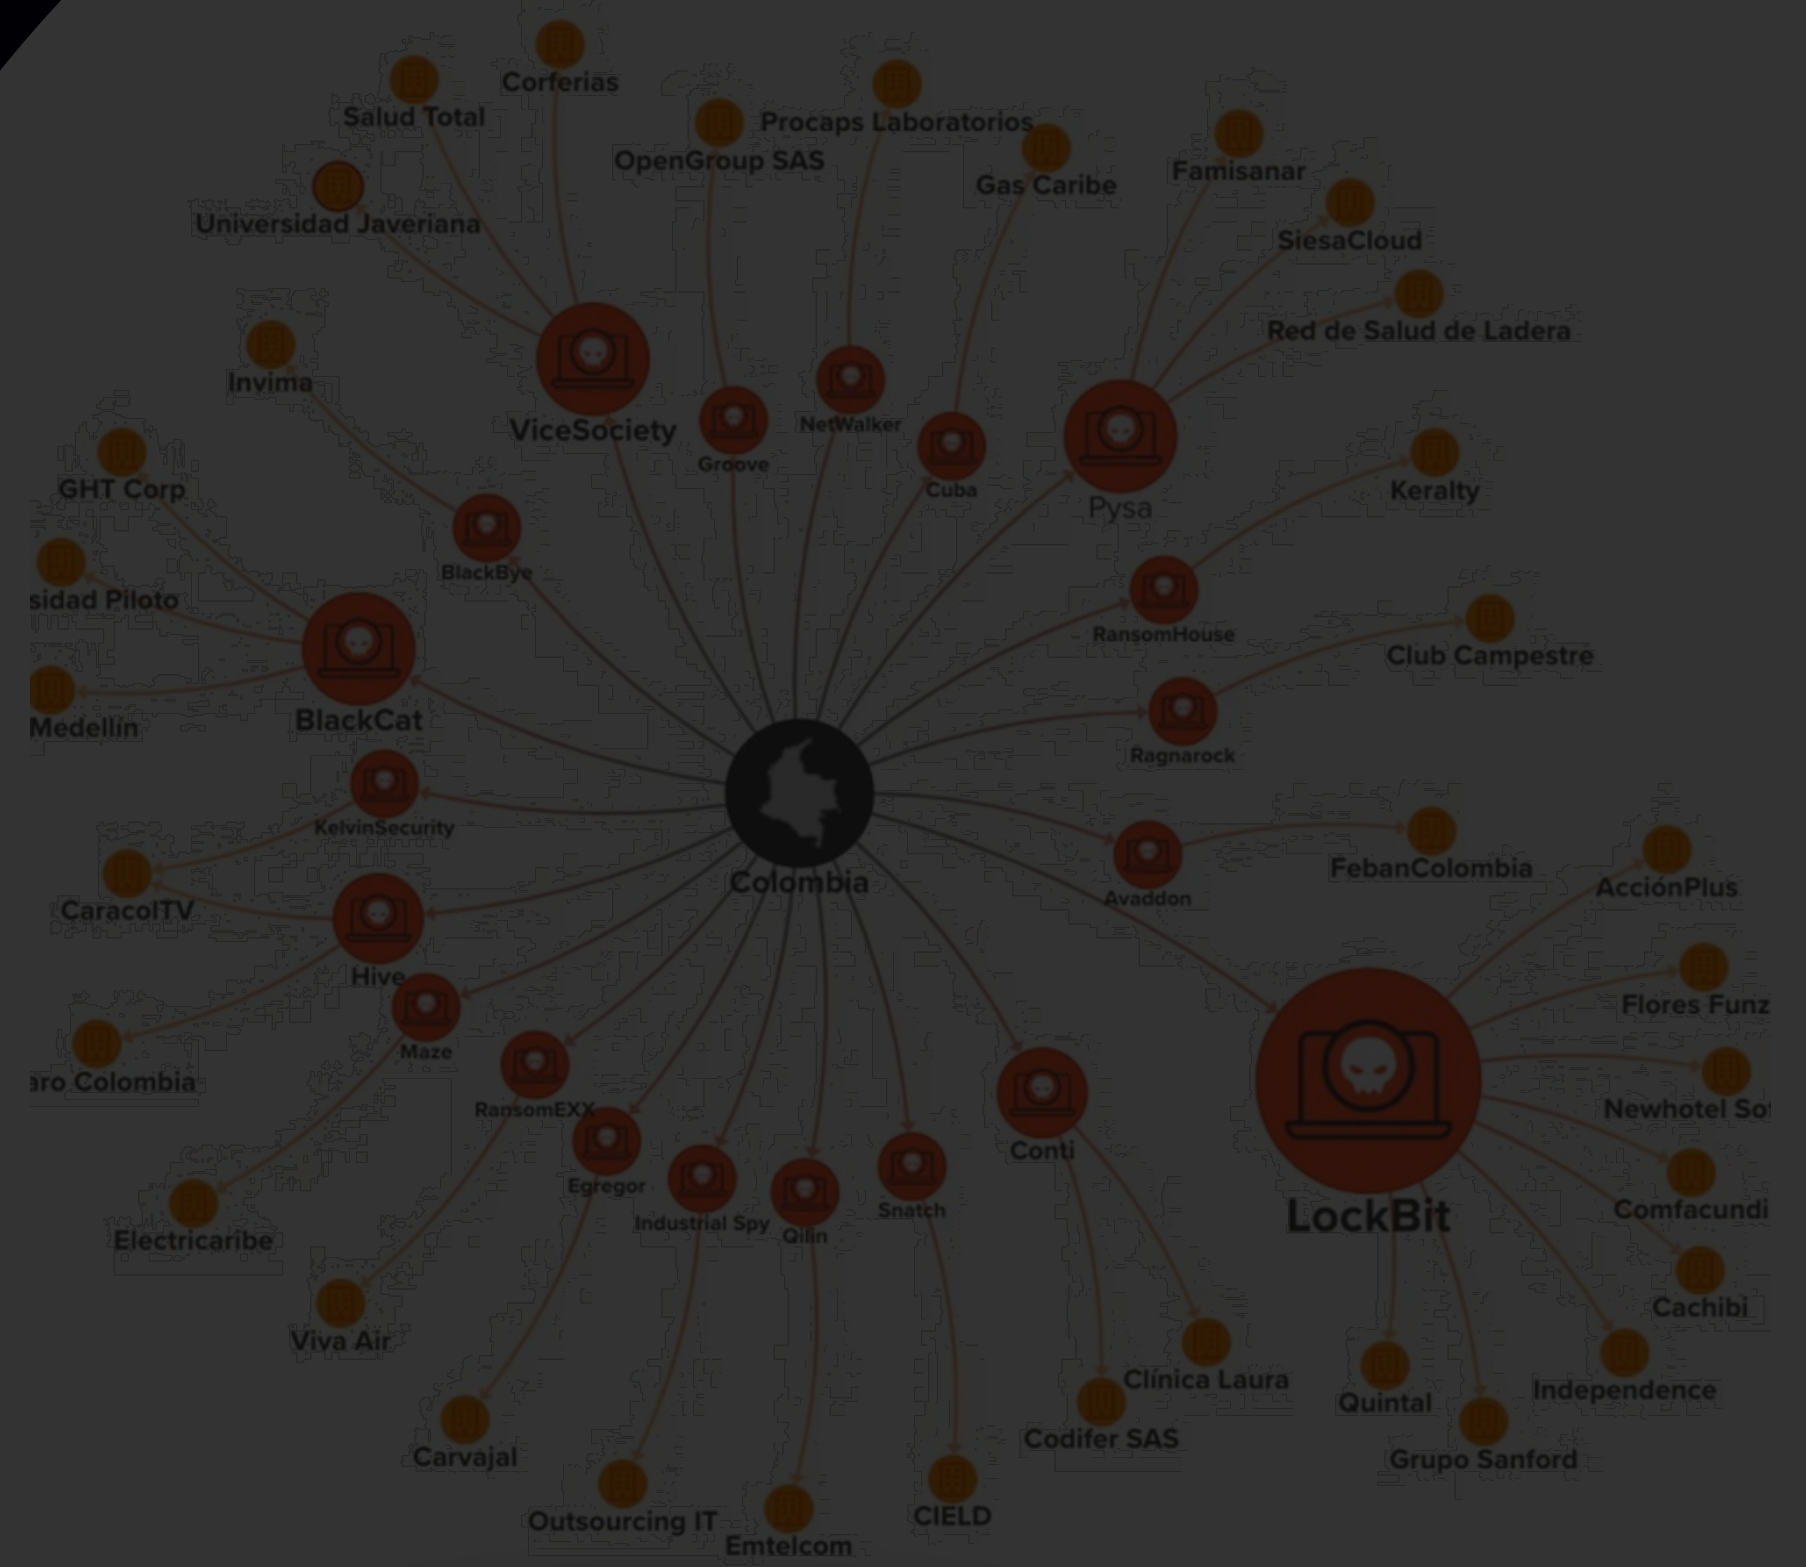 Corferias
Salud Total
Procaps Laboratorios
OpenGroup SAS
Famisanar
Gas Caribe
Universidad Javeriana
SiesaCloud
Red de Salud de Ladera
Invima
ViceSociety
NetWalker
Groove
Cuba
Pysa
GHT Corp
Keralty
BlackBye
sidad Piloto
RansomHouse
Club Campestre
Medellín
BlackCat
Ragnarock
KelvinSecurity
FebanColombia
Colombia
AcciónPlus
Avaddon
CaracolTV
Hive
Flores Funz
Maze
aro Colombia
RansomEXX
Newhotel Sof
Conti
Egregor
Snatch
Comfacundi
LockBit
Industrial Spy
Qilin
Electricaribe
Cachibi
Viva Air
Clínica Laura
Independence
Quintal
Codifer SAS
Carvajal
Grupo Sanford
CIELD
Outsourcing IT
Emtelcom